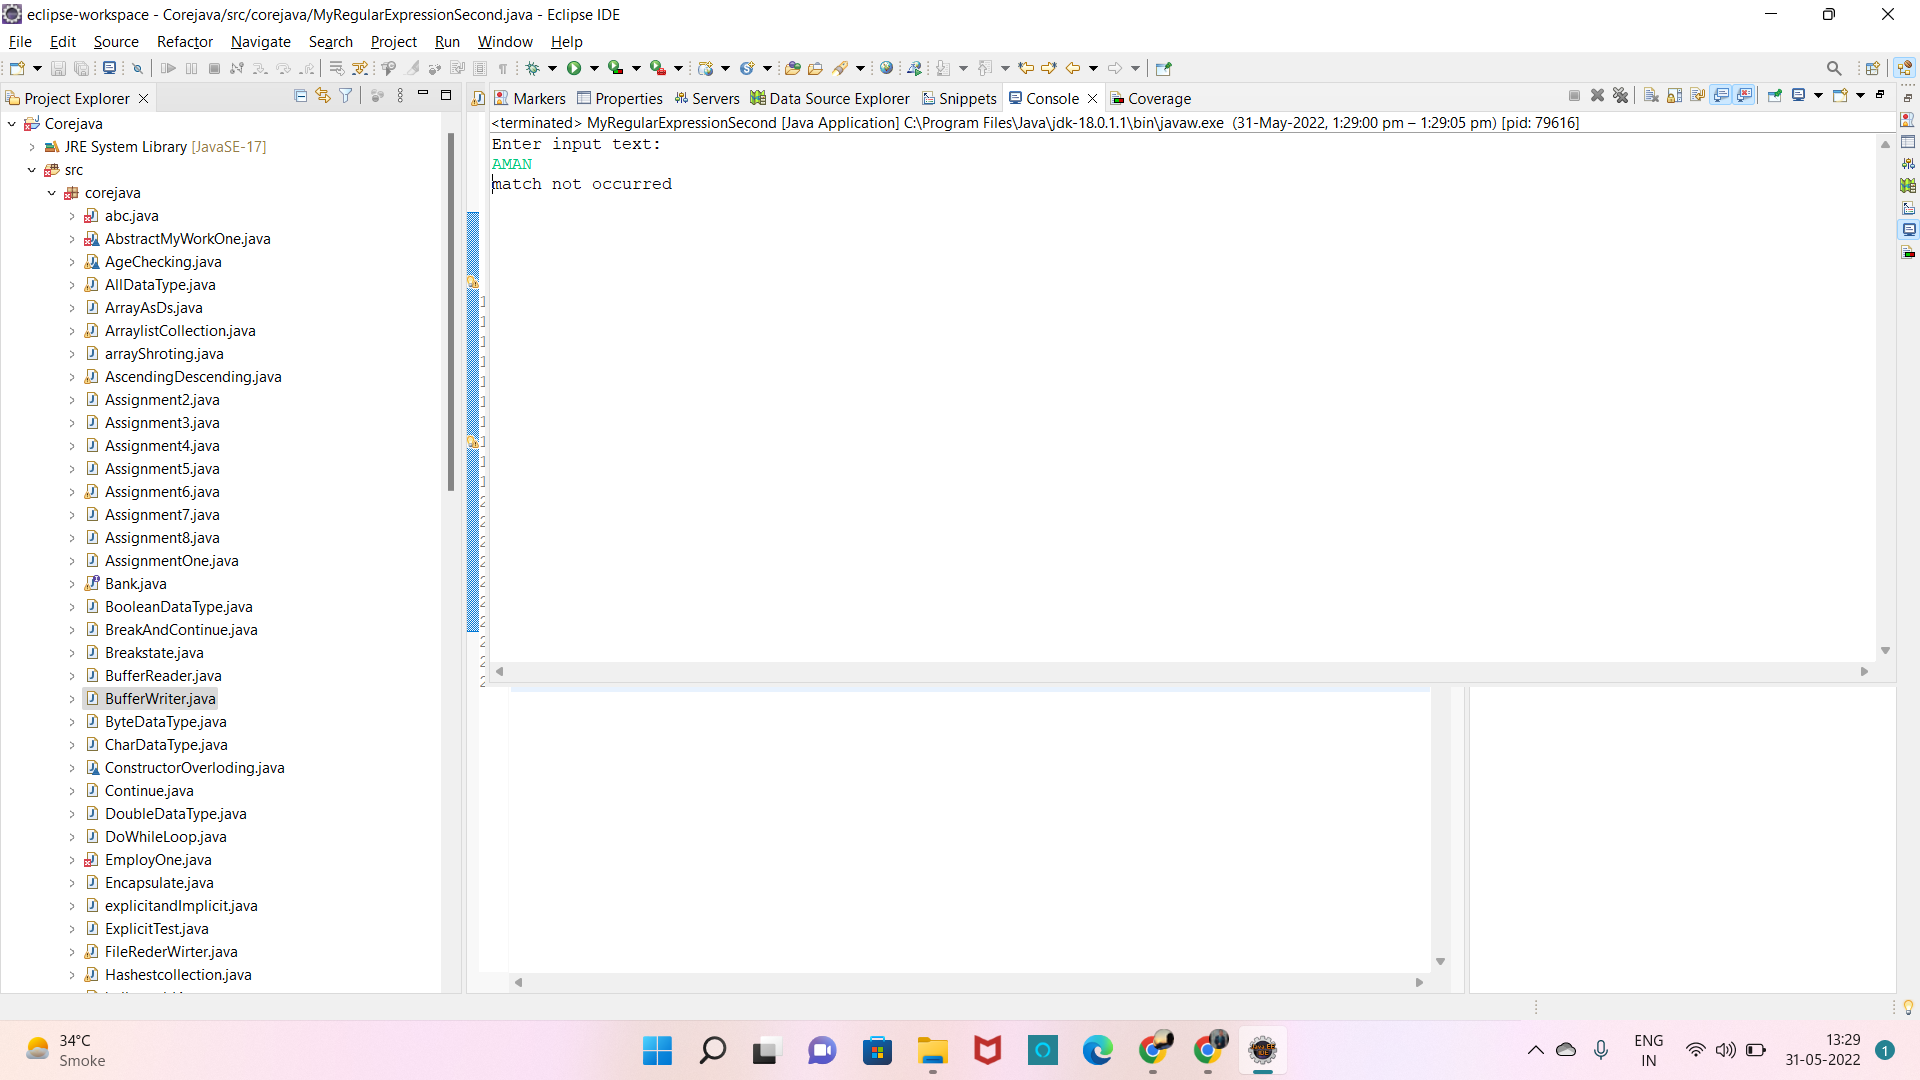 eclipse-workspace - Corejava/src/corejava/MyRegularExpressionSecond.java - Eclipse IDE
File Edit Source Refactor Navigate Search Project Run Window Help
Project Explorer
Markers Properties Servers Data Source Explorer Snippets Console Coverage
<terminated> MyRegularExpressionSecond [Java Application] C:\Program Files\Java\jdk-18.0.1.1\bin\javaw.exe (31-May-2022, 1:29:00 pm – 1:29:05 pm) [pid: 79616]
Enter input text:
AMAN
match not occurred
Corejava
JRE System Library [JavaSE-17]
src
corejava
abc.java
AbstractMyWorkOne.java
AgeChecking.java
AllDataType.java
ArrayAsDs.java
ArraylistCollection.java
arrayShroting.java
AscendingDescending.java
Assignment2.java
Assignment3.java
Assignment4.java
Assignment5.java
Assignment6.java
Assignment7.java
Assignment8.java
AssignmentOne.java
Bank.java
BooleanDataType.java
BreakAndContinue.java
Breakstate.java
BufferReader.java
BufferWriter.java
ByteDataType.java
CharDataType.java
ConstructorOverloding.java
Continue.java
DoubleDataType.java
DoWhileLoop.java
EmployOne.java
Encapsulate.java
explicitandImplicit.java
ExplicitTest.java
FileRederWirter.java
Hashestcollection.java
34°C
Smoke
ENG
IN
13:29
31-05-2022
1